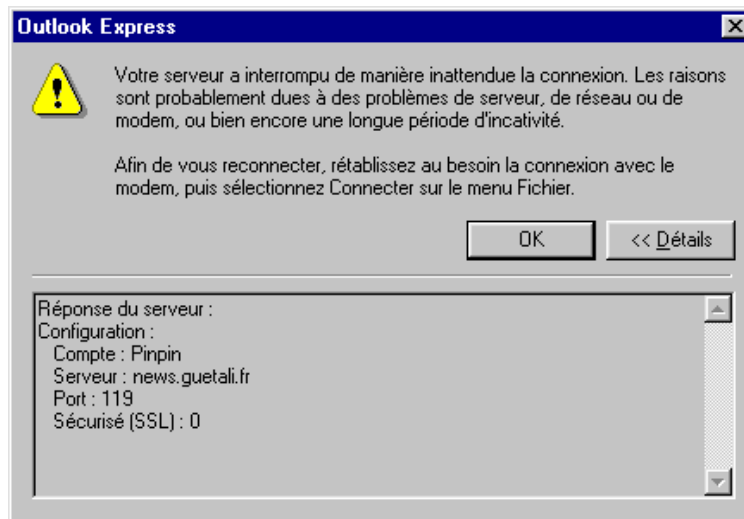 Outlook Express
Votre serveur a interrompu de manière inattendue la connexion. Les raisons
sont probablement dues à des problèmes de serveur, de réseau ou de
modem, ou bien encore une longue période d'incativité.
Afin de vous reconnecter, rétablissez au besoin la connexion avec le
modem, puis sélectionnez Connecter sur le menu Fichier.
OK
<< Détails
Réponse du serveur :
Configuration :
Compte : Pinpin
Serveur : news.guetali.fr
Port : 119
Sécurisé (SSL) : 0